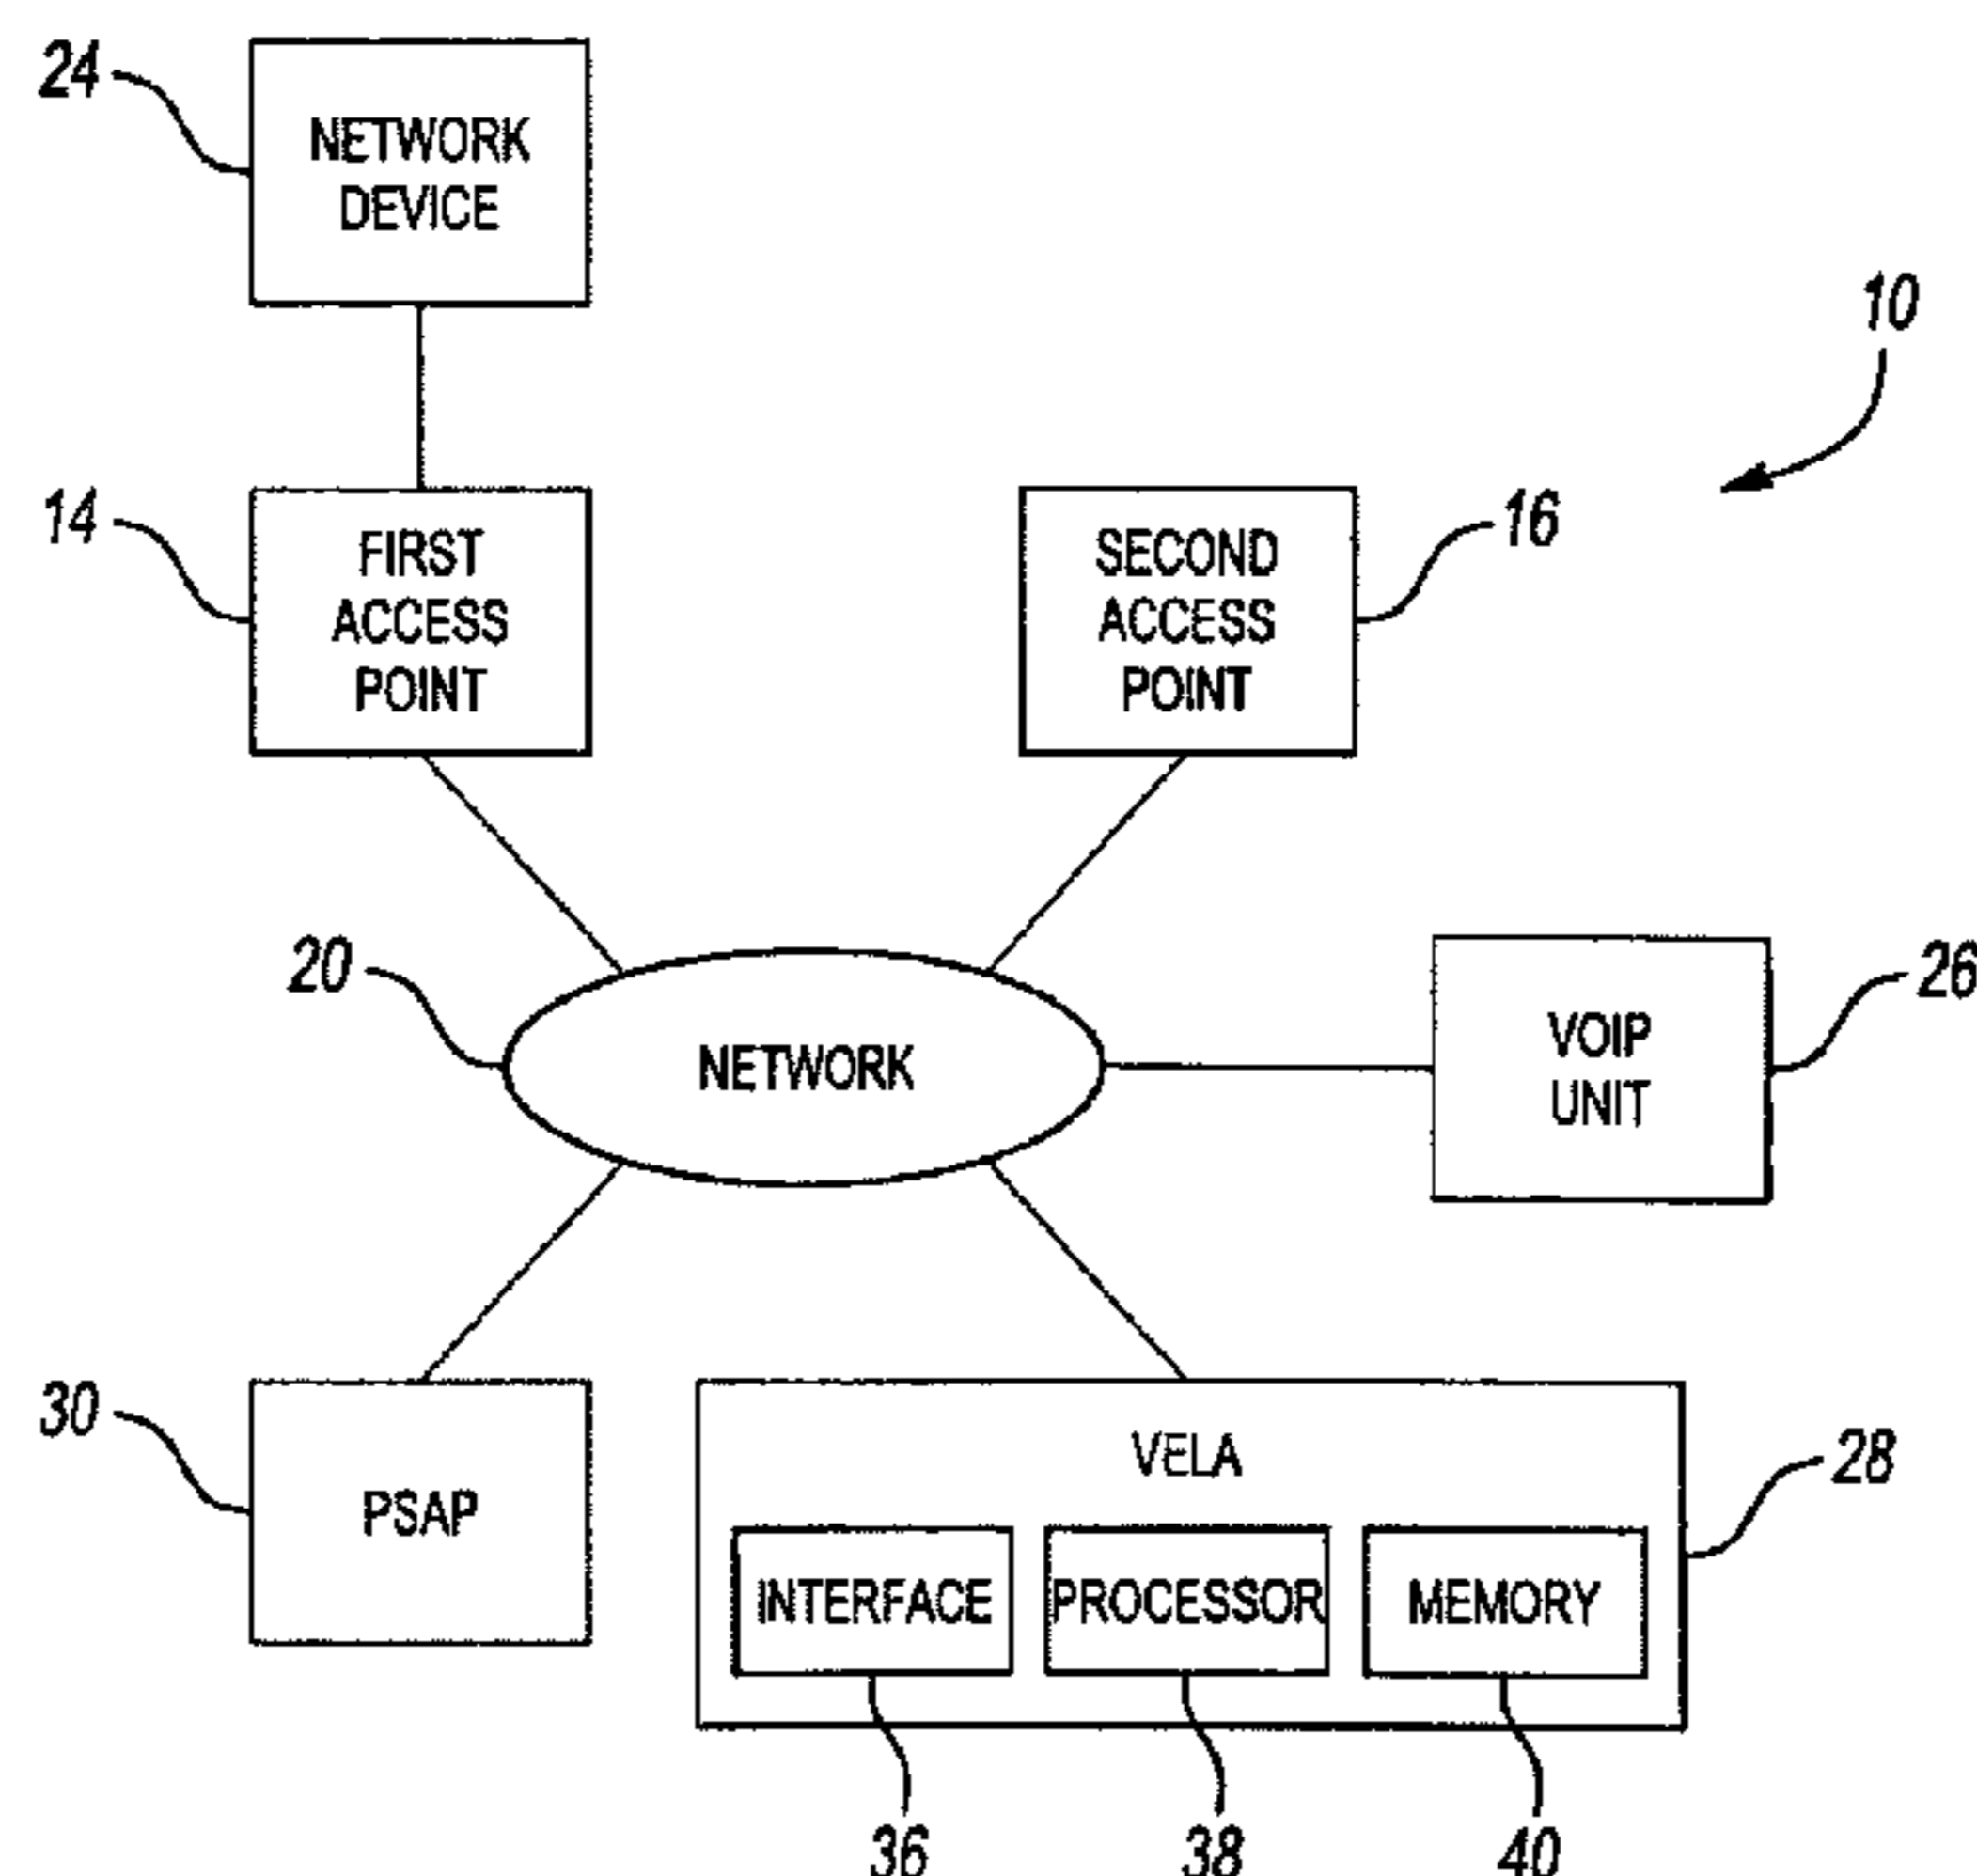 24
NETWORK
DEVICE
10
14
FIRST
ACCESS
POINT
SECOND
ACCESS
POINT
16
20
NETWORK
VOIP
UNIT
26
30
PSAP
VELA
28
INTERFACE
PROCESSOR
MEMORY
36
38
40